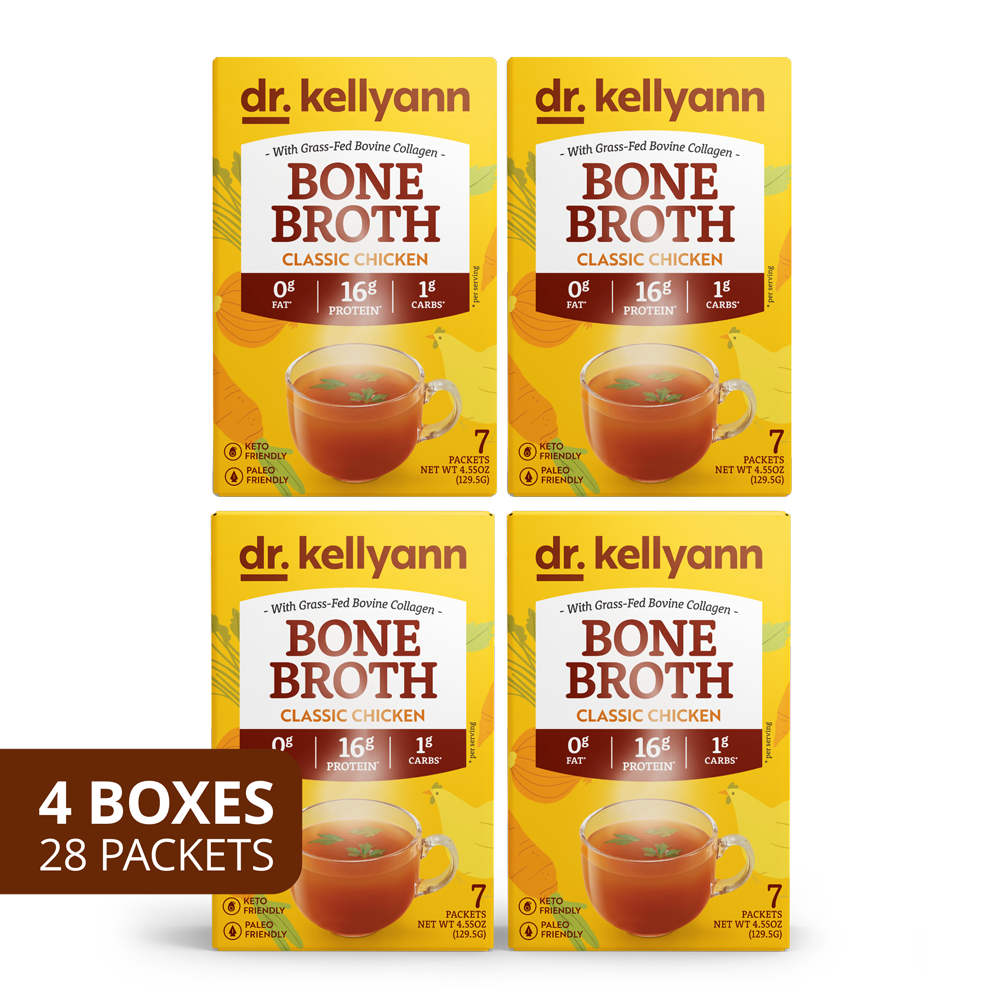 dr. kellyann
- With Grass-Fed Bovine Collagen -
BONE
BROTH
CLASSIC CHICKEN
0g
FAT*
16g
PROTEIN*
1g
CARBS*
* per serving
KETO
FRIENDLY
PALEO
FRIENDLY
7
PACKETS
NET WT 4.55OZ
(129.5G)
dr. kellyann
- With Grass-Fed Bovine Collagen -
BONE
BROTH
CLASSIC CHICKEN
0g
FAT*
16g
PROTEIN*
1g
CARBS*
* per serving
KETO
FRIENDLY
PALEO
FRIENDLY
7
PACKETS
NET WT 4.55OZ
(129.5G)
dr. kellyann
- With Grass-Fed Bovine Collagen -
BONE
BROTH
CLASSIC CHICKEN
0g
16g
PROTEIN*
1g
CARBS*
* per serving
4 BOXES
28 PACKETS
KETO
FRIENDLY
PALEO
FRIENDLY
7
PACKETS
NET WT 4.55OZ
(129.5G)
dr. kellyann
- With Grass-Fed Bovine Collagen -
BONE
BROTH
CLASSIC CHICKEN
0g
FAT*
16g
PROTEIN*
1g
CARBS*
* per serving
KETO
FRIENDLY
PALEO
FRIENDLY
7
PACKETS
NET WT 4.55OZ
(129.5G)